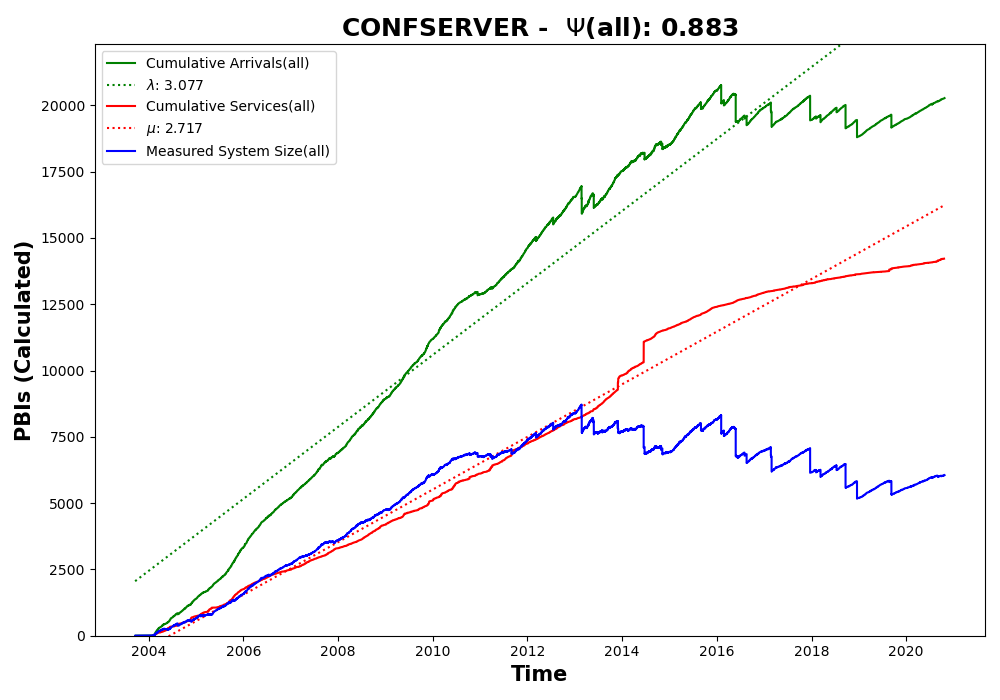 CONFSERVER - Ψ(all): 0.883
Cumulative Arrivals(all)
λ: 3.077
Cumulative Services(all)
μ: 2.717
Measured System Size(all)
PBIs (Calculated)
20000
17500
15000
12500
10000
7500
5000
2500
0
2004 2006 2008 2010 2012 2014 2016 2018 2020
Time